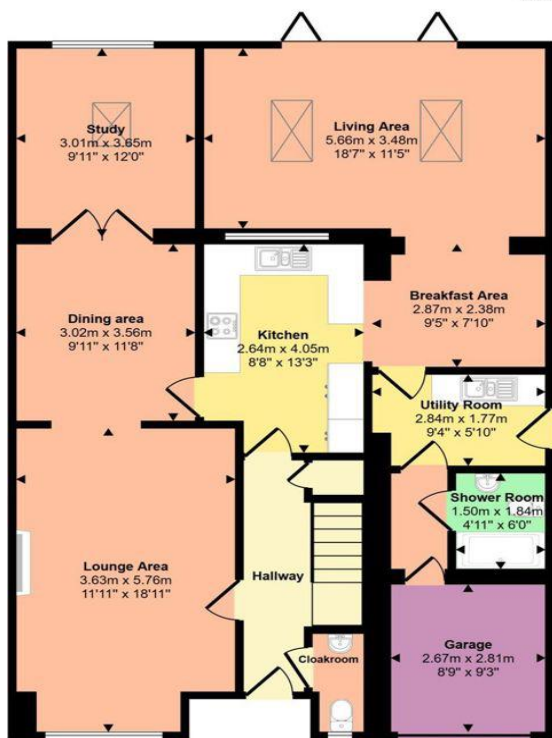 Study
3.01m x 3.65m
9'11" x 12'0"
Living Area
5.66m x 3.48m
18'7" x 11'5"
Dining area
3.02m x 3.56m
9'11" x 11'8"
Kitchen
2.64m x 4.05m
8'8" x 13'3"
Breakfast Area
2.87m x 2.38m
9'5" x 7'10"
Utility Room
2.84m x 1.77m
9'4" x 5'10"
Shower Room
1.50m x 1.84m
4'11" x 6'0"
Lounge Area
3.63m x 5.76m
11'11" x 18'11"
Hallway
Cloakroom
Garage
2.67m x 2.81m
8'9" x 9'3"